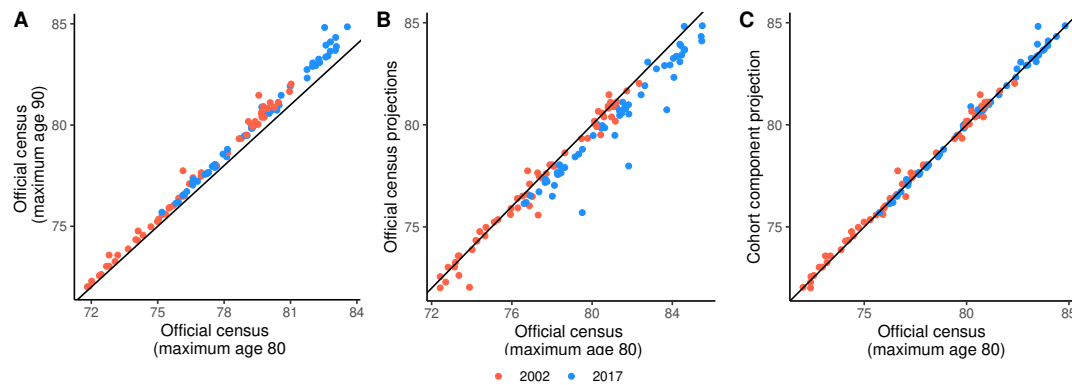 A
Official census
(maximum age 90)
85
80
75
72
75
78
81
84
Official census
(maximum age 80
B
Official census projections
85
80
75
72
76
80
84
Official census
(maximum age 80)
C
Cohort component projection
85
80
75
75
80
85
Official census
(maximum age 80)
2002
2017